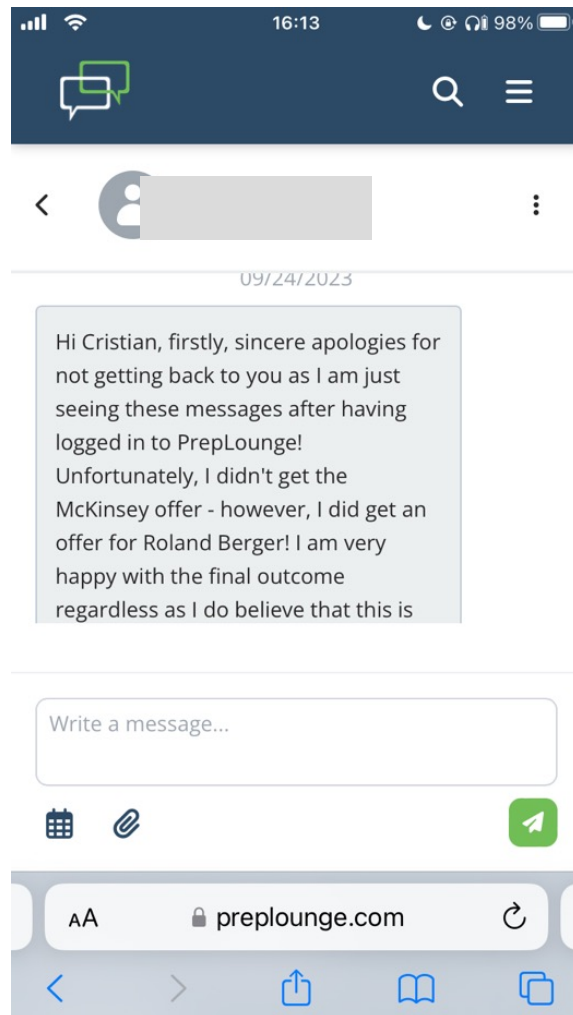 16:13
98%
09/24/2023
Hi Cristian, firstly, sincere apologies for
not getting back to you as I am just
seeing these messages after having
logged in to PrepLounge!
Unfortunately, I didn't get the
McKinsey offer - however, I did get an
offer for Roland Berger! I am very
happy with the final outcome
regardless as I do believe that this is
Write a message...
AA
preplounge.com